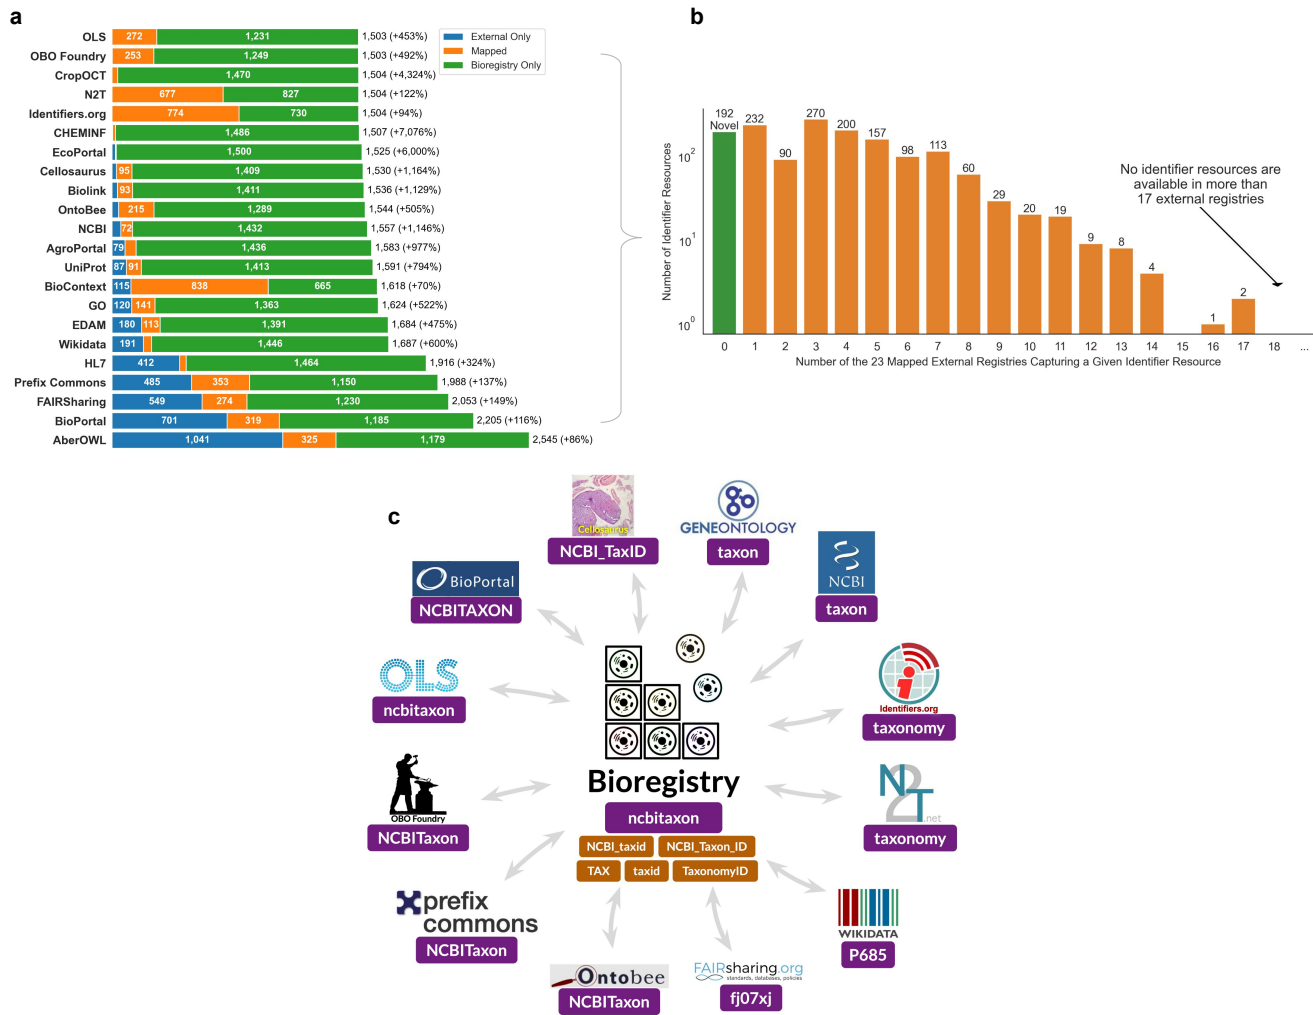 a
OLS 272 1,231 1,503 (+453%)
OBO Foundry 253 1,249 1,503 (+492%)
CropOCT 1,470 1,504 (+4,324%)
N2T 677 827 1,504 (+122%)
Identifiers.org 774 730 1,504 (+94%)
CHEMINF 1,486 1,507 (+7,076%)
EcoPortal 1,500 1,525 (+6,000%)
Cellosaurus 95 1,409 1,530 (+1,164%)
Biolink 93 1,411 1,536 (+1,129%)
OntoBee 215 1,289 1,544 (+505%)
NCBI 72 1,432 1,557 (+1,146%)
AgroPortal 79 1,436 1,583 (+977%)
UniProt 87 91 1,413 1,591 (+794%)
BioContext 115 838 665 1,618 (+70%)
GO 120 141 1,363 1,624 (+522%)
EDAM 180 113 1,391 1,684 (+475%)
Wikidata 191 1,446 1,687 (+600%)
HL7 412 1,464 1,916 (+324%)
Prefix Commons 485 353 1,150 1,988 (+137%)
FAIRSharing 549 274 1,230 2,053 (+149%)
BioPortal 701 319 1,185 2,205 (+116%)
AberOWL 1,041 325 1,179 2,545 (+86%)
External Only
Mapped
Bioregistry Only
b
Number of Identifier Resources
10^2
10^1
10^0
192
Novel
232 90 270 200 157 98 113 60 29 20 19 9 8 4 1 2
No identifier resources are
available in more than
17 external registries
0 1 2 3 4 5 6 7 8 9 10 11 12 13 14 15 16 17 18 ...
Number of the 23 Mapped External Registries Capturing a Given Identifier Resource
c
Cellosaurus
NCBI_TaxID
GENEONTOLOGY
taxon
NCBI
taxon
BioPortal
NCBITAXON
OLS
ncbitaxon
Identifiers.org
taxonomy
OBO Foundry
NCBITaxon
N2T.net
taxonomy
Bioregistry
ncbitaxon
NCBI_taxid NCBI_Taxon_ID
TAX taxid TaxonomyID
prefix
commons
NCBITaxon
WIKIDATA
P685
Ontobee
NCBITaxon
FAIRsharing.org
standards, databases, policies
fj07xj